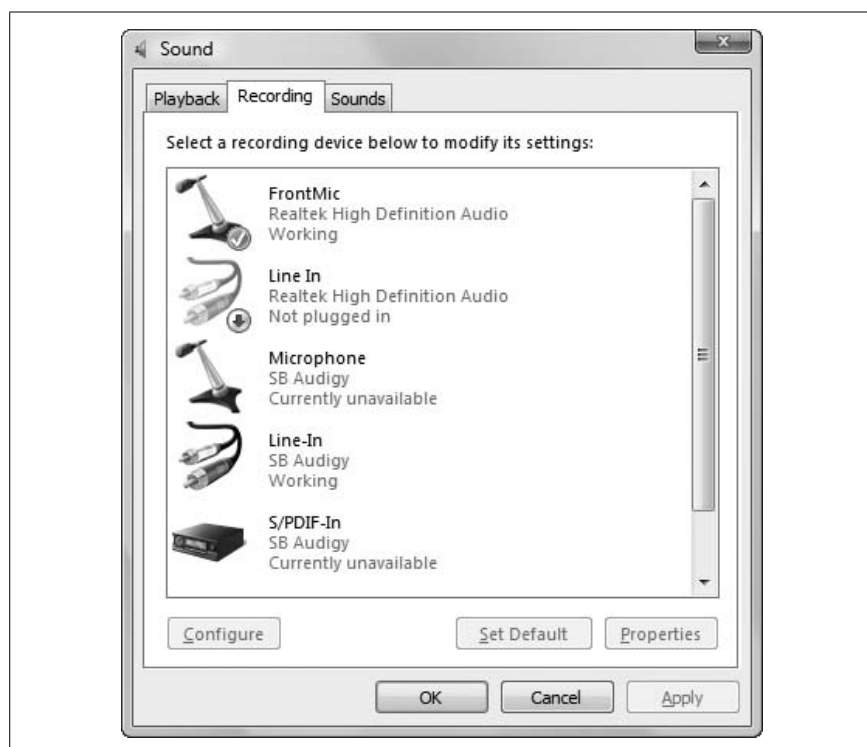 Sound
Playback
Recording
Sounds
Select a recording device below to modify its settings:
FrontMic
Realtek High Definition Audio
Working
Line In
Realtek High Definition Audio
Not plugged in
Microphone
SB Audigy
Currently unavailable
Line-In
SB Audigy
Working
S/PDIF-In
SB Audigy
Currently unavailable
Configure
Set Default
Properties
OK
Cancel
Apply